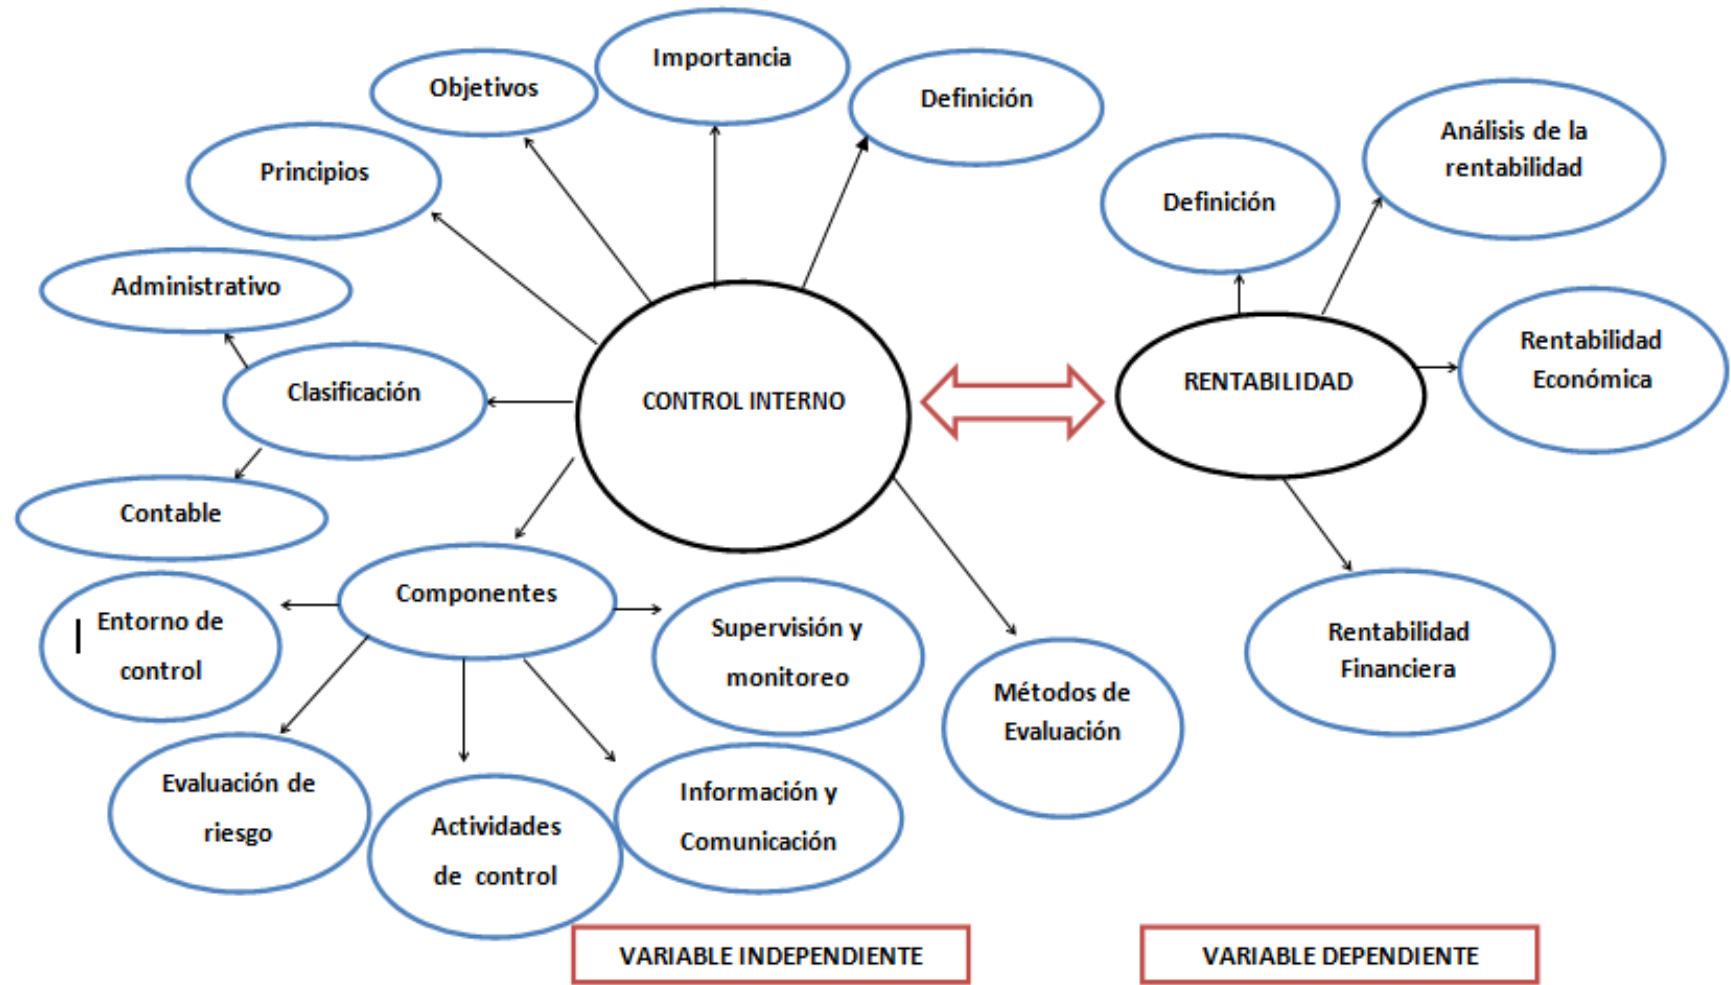 Importancia
Objetivos
Definición
Principios
Administrativo
Clasificación
Contable
CONTROL INTERNO
Componentes
Entorno de
control
Evaluación de
riesgo
Actividades
de control
Información y
Comunicación
Supervisión y
monitoreo
Métodos de
Evaluación
Definición
Análisis de la
rentabilidad
RENTABILIDAD
Rentabilidad
Económica
Rentabilidad
Financiera
VARIABLE INDEPENDIENTE
VARIABLE DEPENDIENTE